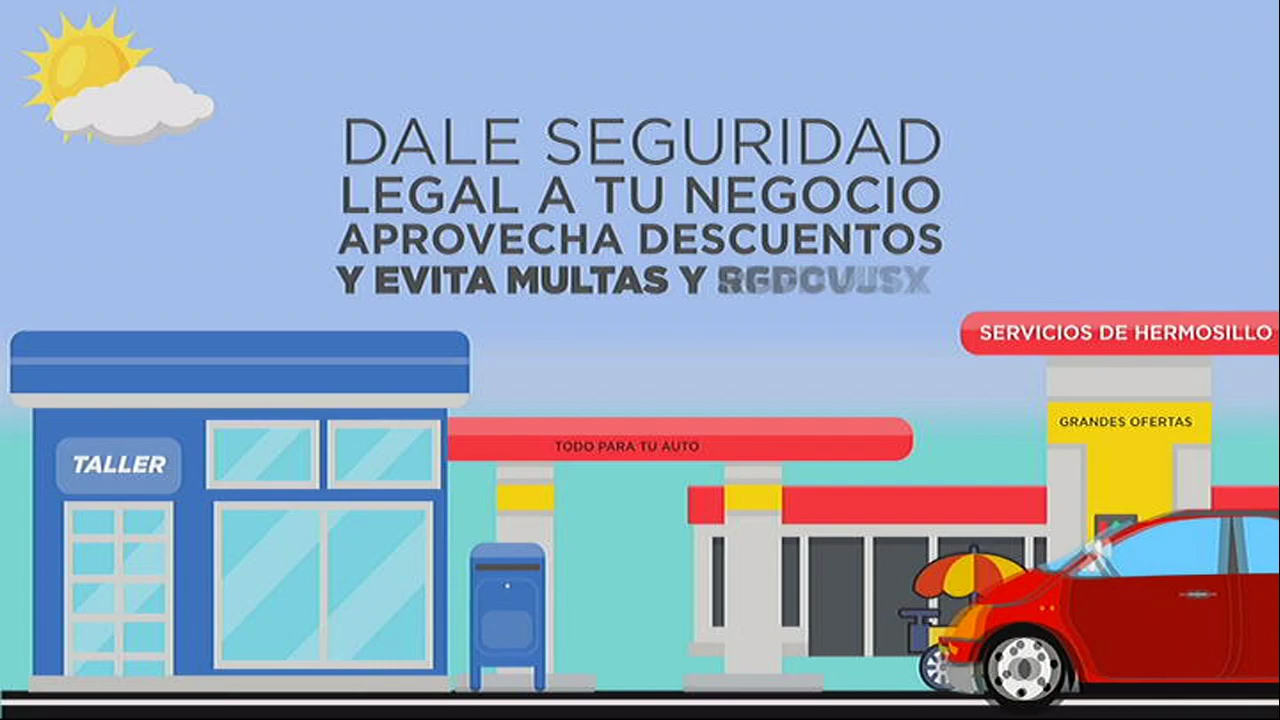 DALE SEGURIDAD
LEGAL A TU NEGOCIO
APROVECHA DESCUENTOS
Y EVITA MULTAS Y
SERVICIOS DE HERMOSILLO
GRANDES OFERTAS
TODO PARA TU AUTO
TALLER